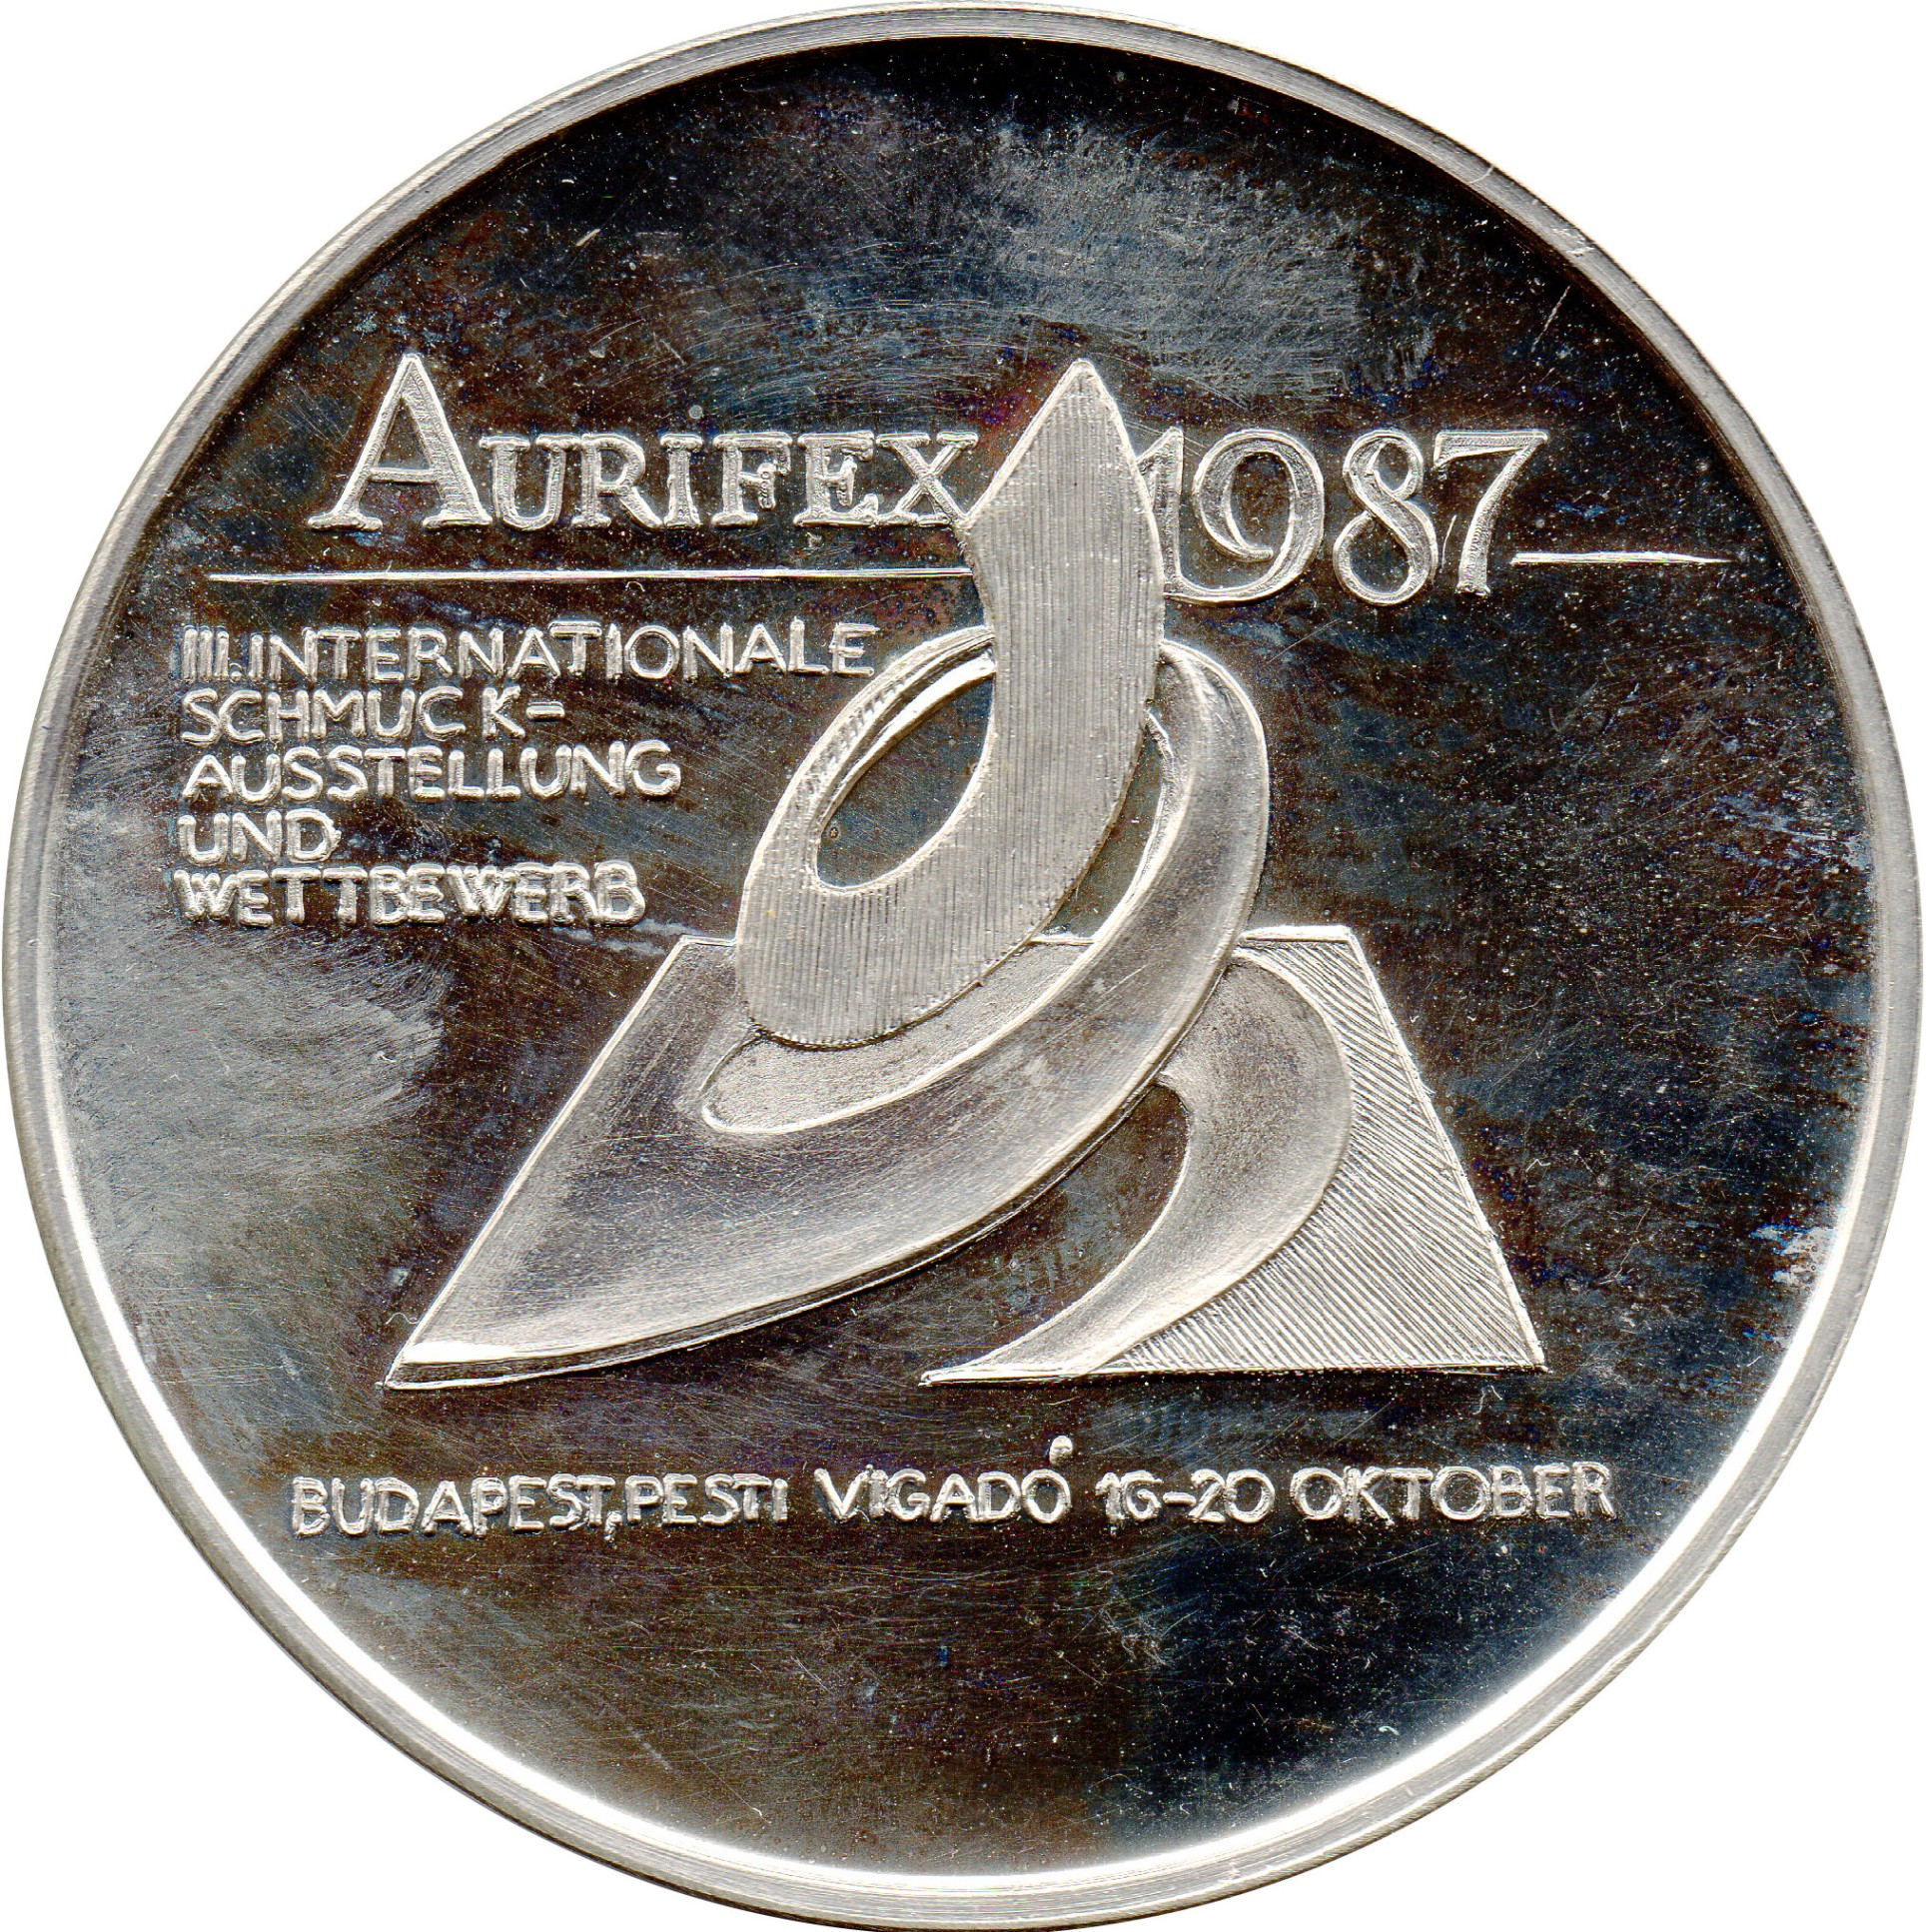 AURIFEX 1987
III. INTERNATIONALE
SCHMUCK-
AUSSTELLUNG
UND
WETTBEWERB
BUDAPEST, PESTI VIGADÓ 16-20 OKTOBER